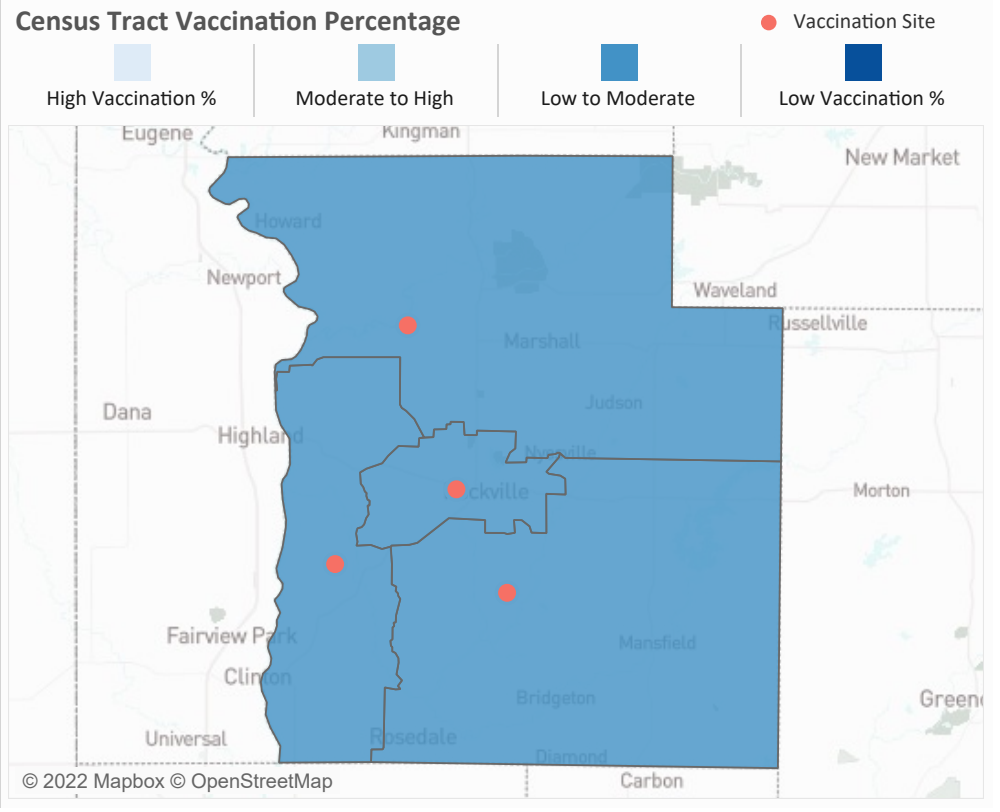 Census Tract Vaccination Percentage
Vaccination Site
High Vaccination %
Moderate to High
Low to Moderate
Low Vaccination %
Eugene
Kingman
New Market
Howard
Newport
Waveland
Russellville
Marshall
Dana
Judson
Highland
Nyesville
ckville
Morton
Fairview Park
Mansfield
Clinton
Bridgeton
Green
Universal
Rosedale
Diamond
© 2022 Mapbox © OpenStreetMap
Carbon